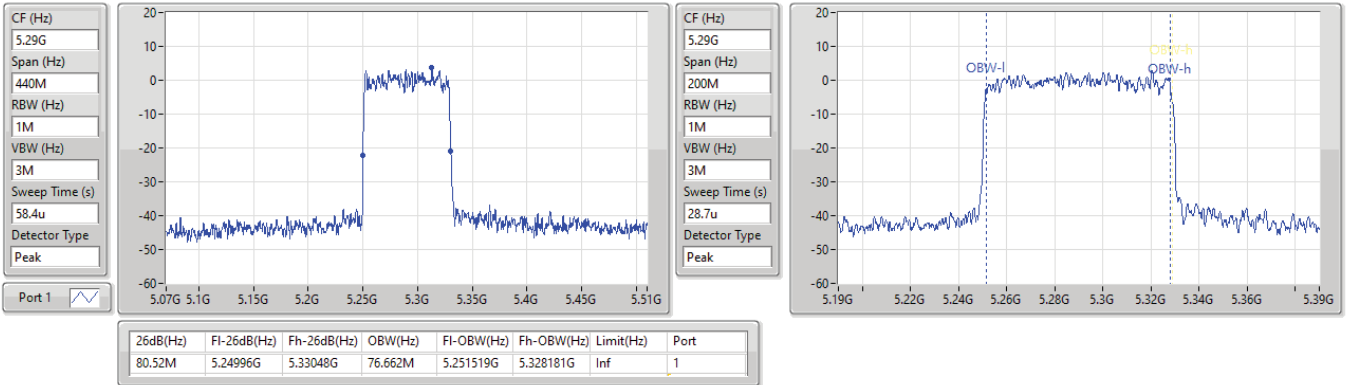 CF (Hz)
5.29G
Span (Hz)
440M
RBW (Hz)
1M
VBW (Hz)
3M
Sweep Time (s)
58.4u
Detector Type
Peak
Port 1
20
10
0
-10
-20
-30
-40
-50
-60
5.07G 5.1G 5.15G 5.2G 5.25G 5.3G 5.35G 5.4G 5.45G 5.51G
CF (Hz)
5.29G
Span (Hz)
200M
RBW (Hz)
1M
VBW (Hz)
3M
Sweep Time (s)
28.7u
Detector Type
Peak
20
10
0
-10
-20
-30
-40
-50
-60
OBW-h
OBW-l OBW-h
5.19G 5.22G 5.24G 5.26G 5.28G 5.3G 5.32G 5.34G 5.36G 5.39G
26dB(Hz) Fl-26dB(Hz) Fh-26dB(Hz) OBW(Hz) Fl-OBW(Hz) Fh-OBW(Hz) Limit(Hz) Port
80.52M 5.24996G 5.33048G 76.662M 5.251519G 5.328181G Inf 1